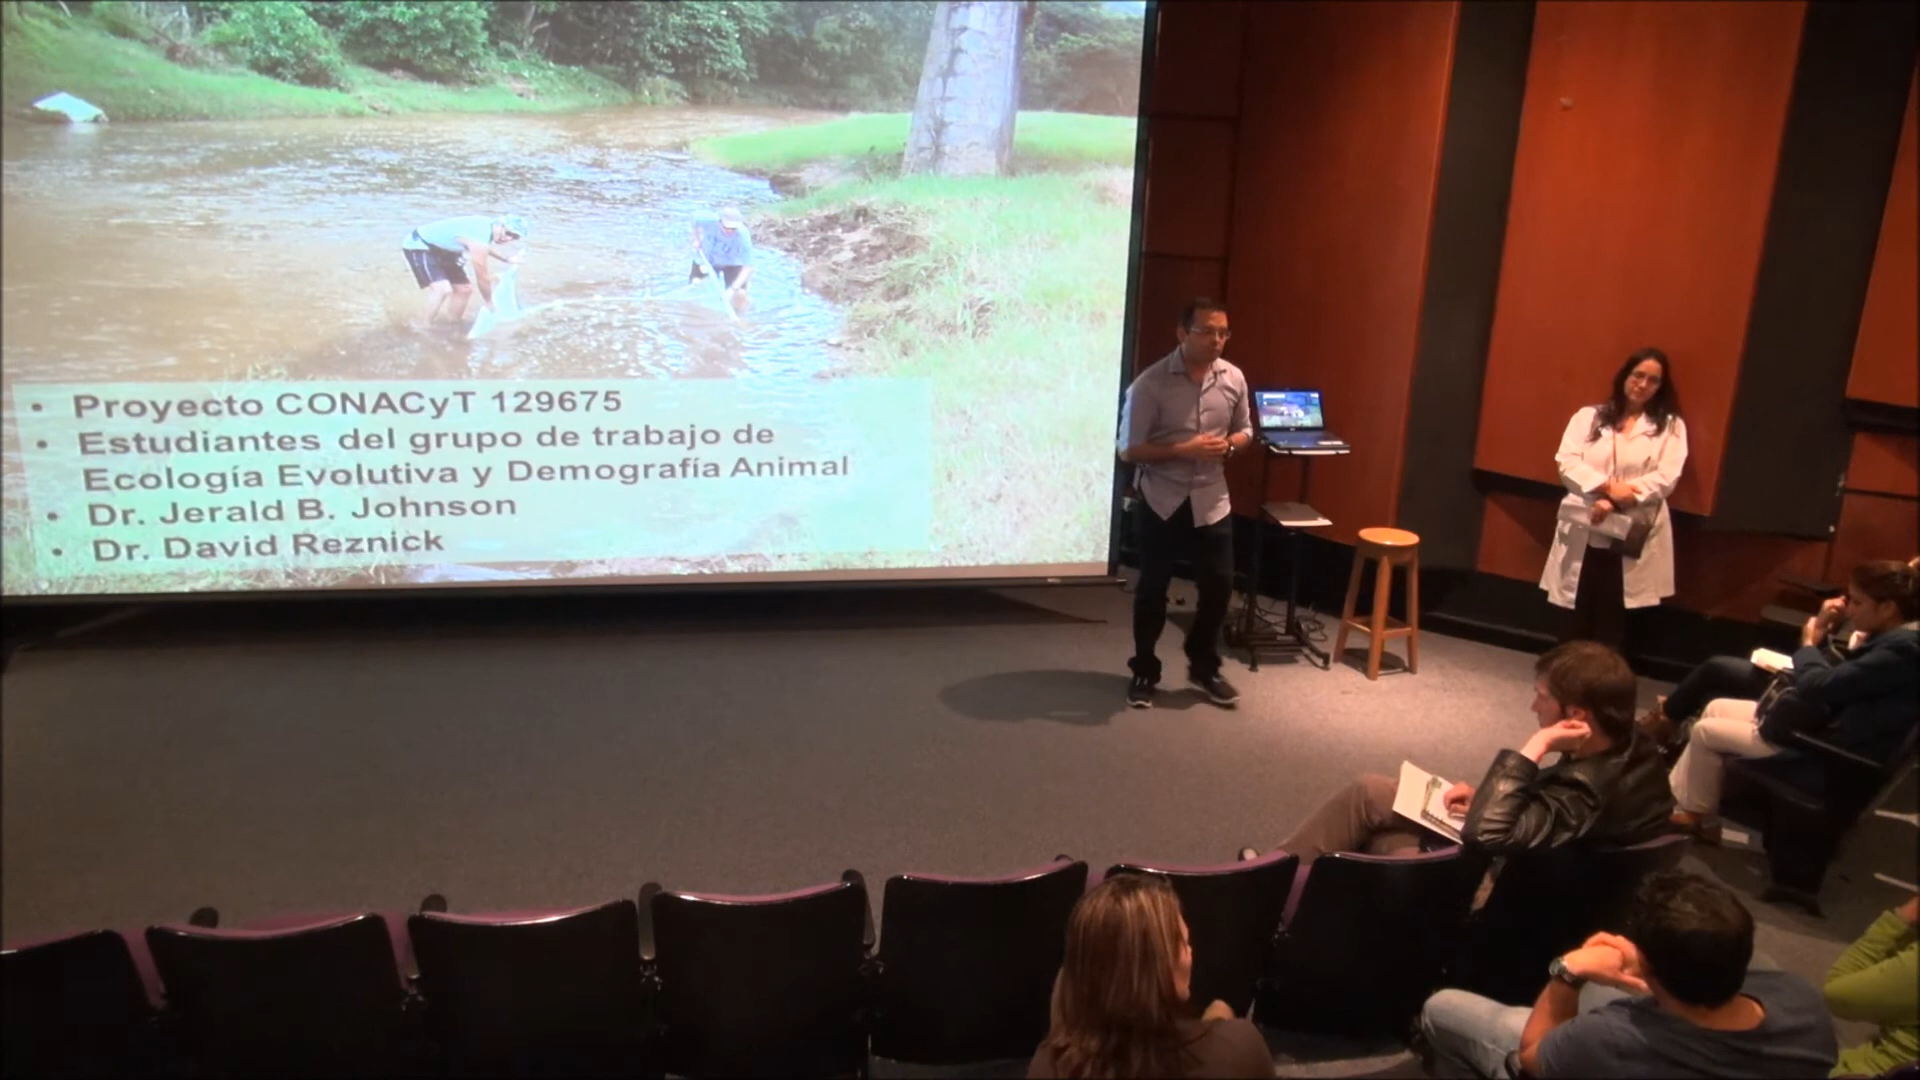 • Proyecto CONACyT 129675
• Estudiantes del grupo de trabajo de
Ecología Evolutiva y Demografía Animal
• Dr. Jerald B. Johnson
• Dr. David Reznick